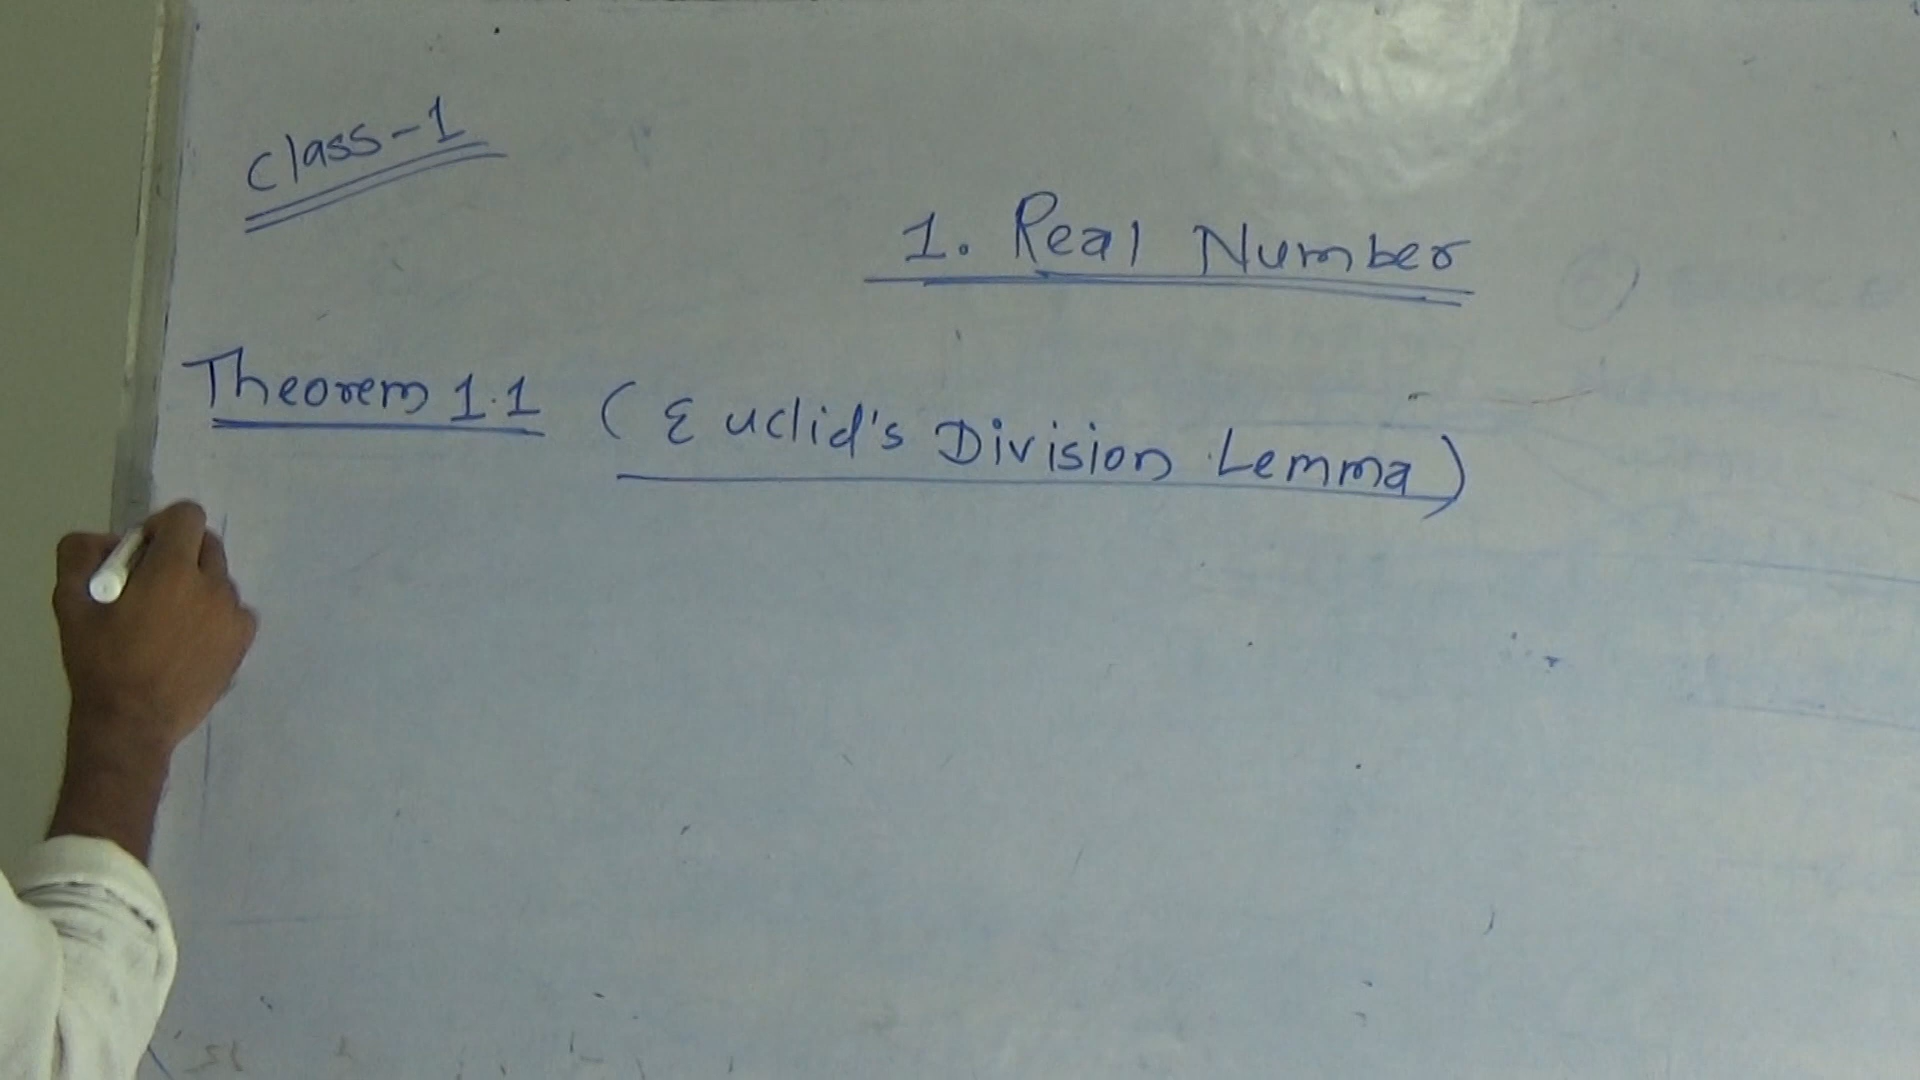 class-1
1. Real Number
Theorem 1.1 (Euclid's Division Lemma)